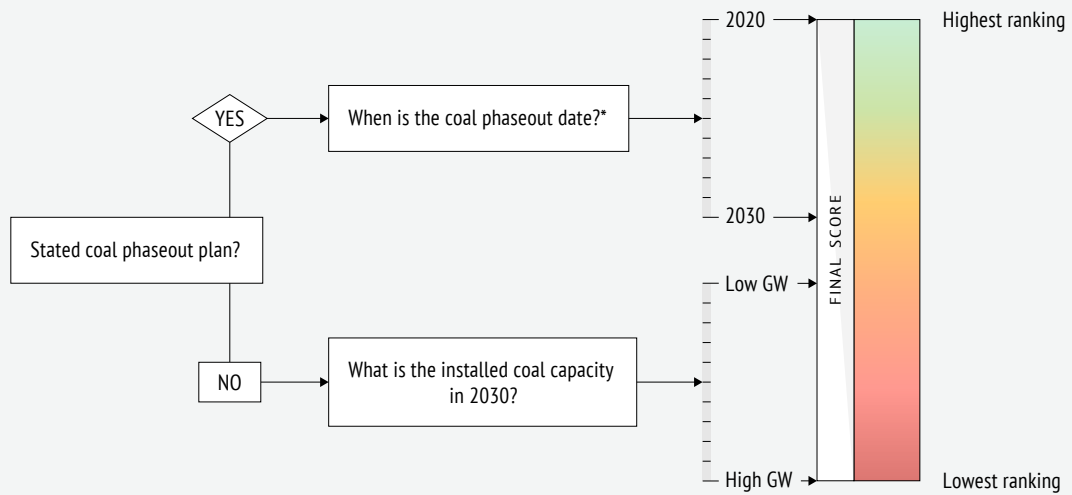 2020
Highest ranking
YES
When is the coal phaseout date?*
2030
Stated coal phaseout plan?
FINAL SCORE
Low GW
What is the installed coal capacity
in 2030?
NO
High GW
Lowest ranking